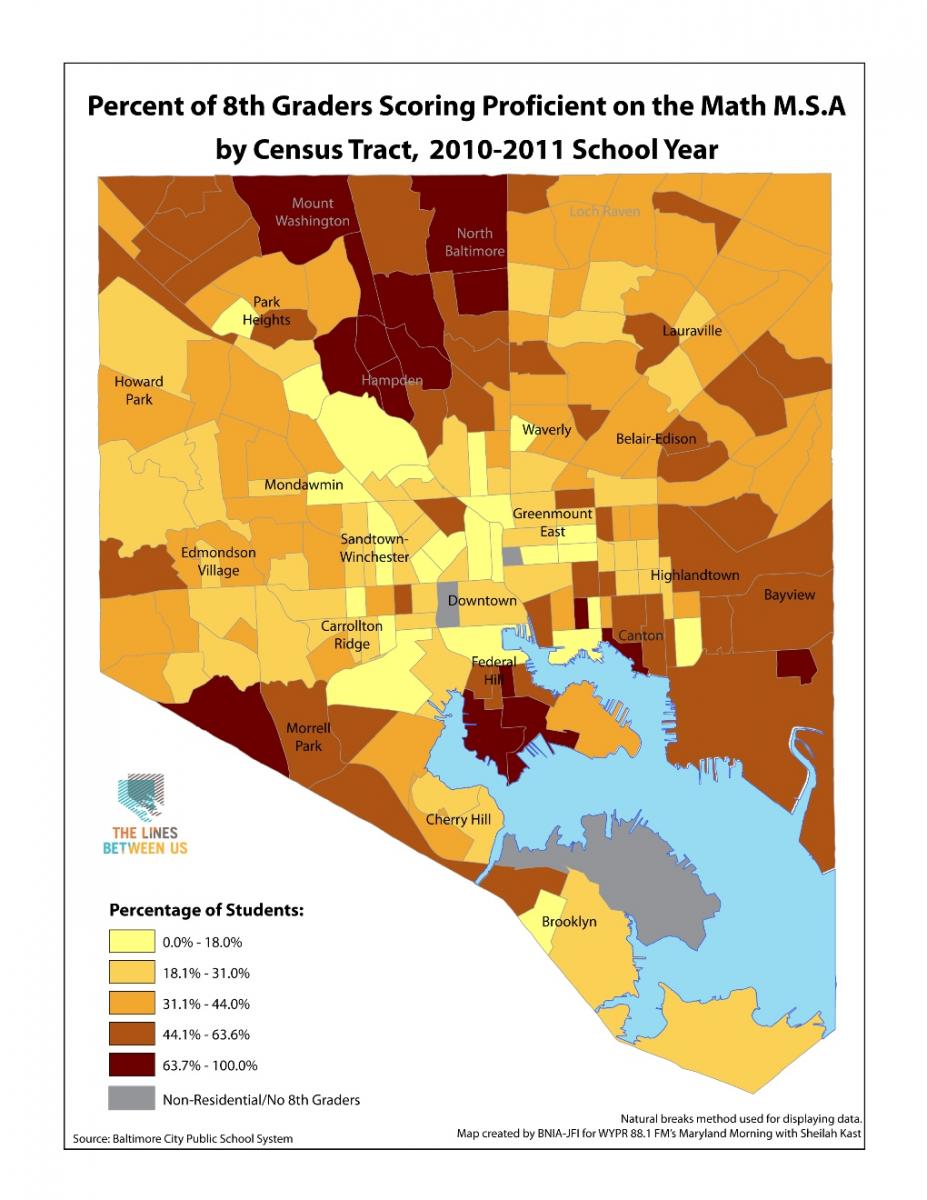 Percent of 8th Graders Scoring Proficient on the Math M.S.A
by Census Tract, 2010-2011 School Year
Mount
Washington
North
Baltimore
Loch Raven
Park
Heights
Lauraville
Howard
Park
Hampden
Waverly
Belair-Edison
Mondawmin
Greenmount
East
Sandtown-
Winchester
Edmondson
Village
Highlandtown
Bayview
Downtown
Carrollton
Ridge
Canton
Federal
Hill
Morrell
Park
Cherry Hill
THE LINES
BETWEEN US
Brooklyn
Percentage of Students:
0.0% - 18.0%
18.1% - 31.0%
31.1% - 44.0%
44.1% - 63.6%
63.7% - 100.0%
Non-Residential/No 8th Graders
Natural breaks method used for displaying data.
Source: Baltimore City Public School System
Map created by BNIA-JFI for WYPR 88.1 FM's Maryland Morning with Sheilah Kast